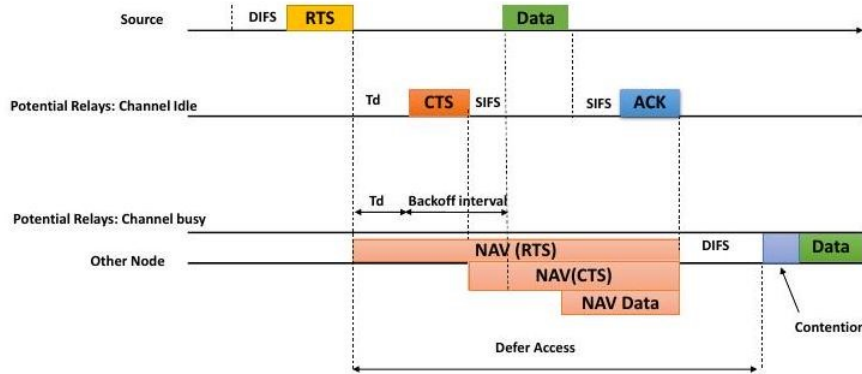 Source
DIFS
RTS
Data
Potential Relays: Channel Idle
Td
CTS
SIFS
SIFS
ACK
Td
Backoff interval
Potential Relays: Channel busy
Other Node
NAV (RTS)
DIFS
Data
NAV(CTS)
NAV Data
Contention
Defer Access